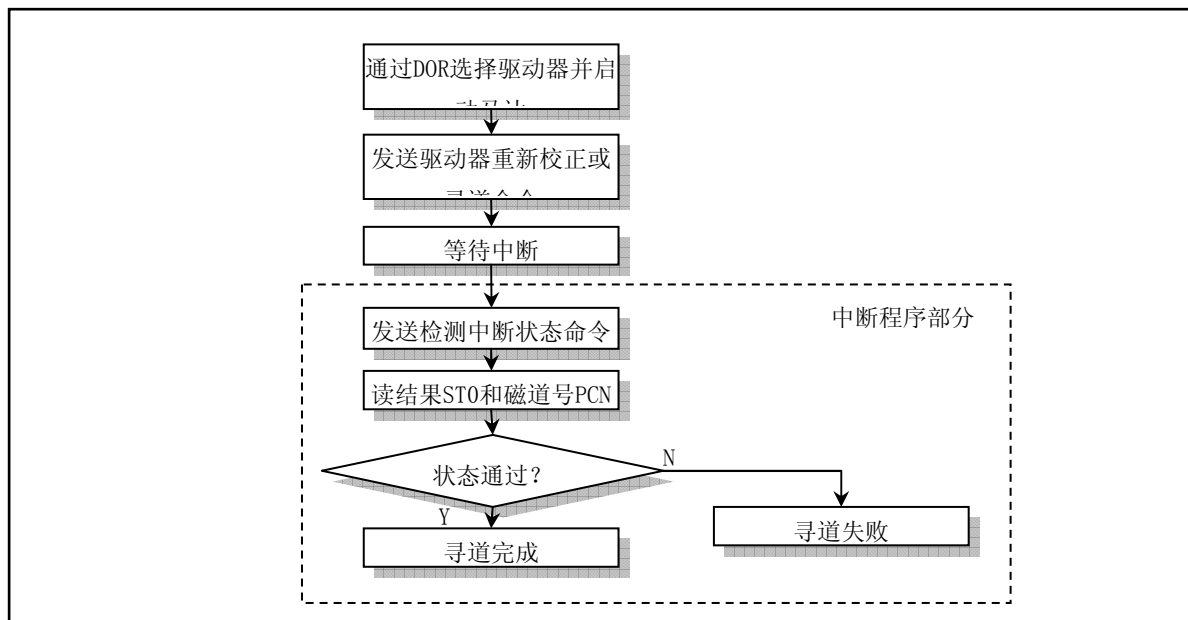 通过DOR选择驱动器并启
发送驱动器重新校正或
等待中断
中断程序部分
发送检测中断状态命令
读结果ST0和磁道号PCN
状态通过?
N
Y
寻道完成
寻道失败